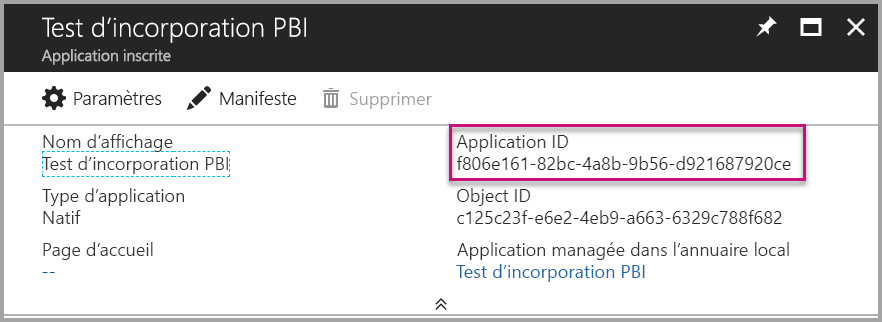 Test d'incorporation PBI
Application inscrite
Paramètres
Manifeste
Supprimer
Nom d'affichage
Test d'incorporation PBI
Application ID
f806e161-82bc-4a8b-9b56-d921687920ce
Type d'application
Natif
Object ID
c125c23f-e6e2-4eb9-a663-6329c788f682
Page d'accueil
--
Application managée dans l'annuaire local
Test d'incorporation PBI